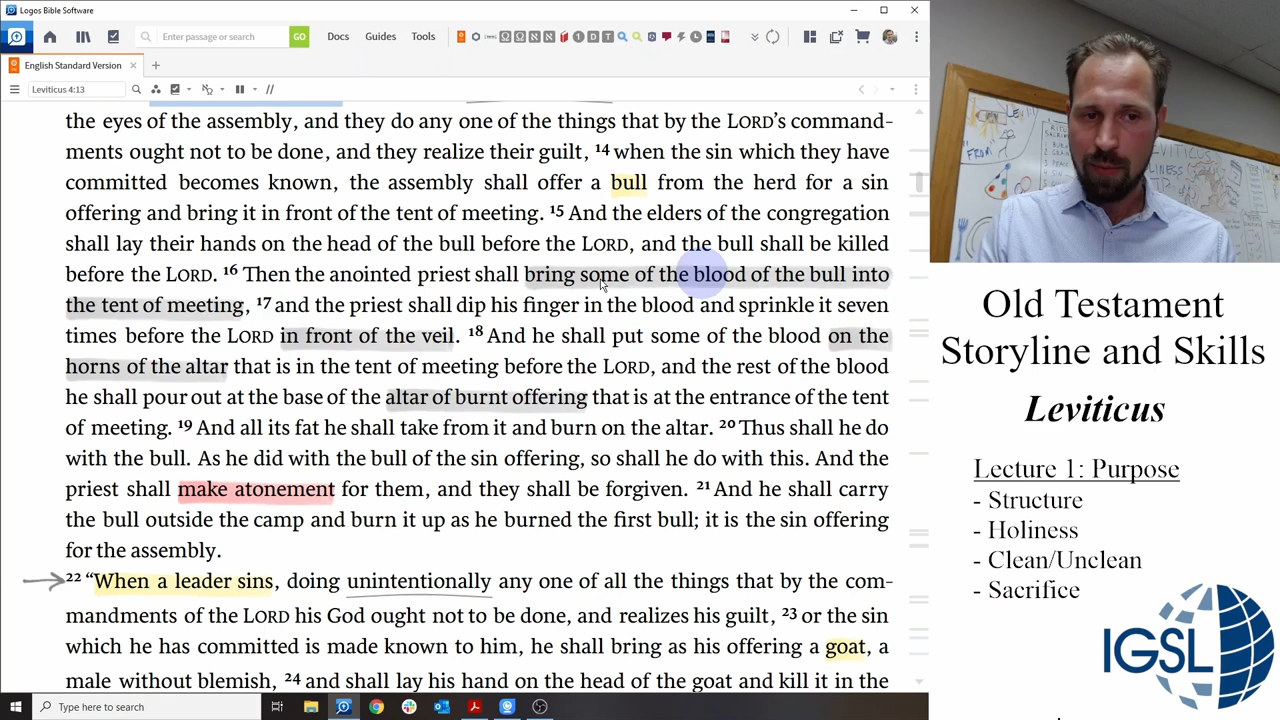 Logos Bible Software
Enter passage or search
GO
Docs
Guides
Tools
English Standard Version
Leviticus 4:13
the eyes of the assembly, and they do any one of the things that by the LORD's command-
ments ought not to be done, and they realize their guilt, 14 when the sin which they have
committed becomes known, the assembly shall offer a bull from the herd for a sin
offering and bring it in front of the tent of meeting. 15 And the elders of the congregation
shall lay their hands on the head of the bull before the LORD, and the bull shall be killed
before the LORD. 16 Then the anointed priest shall bring some of the blood of the bull into
the tent of meeting, 17 and the priest shall dip his finger in the blood and sprinkle it seven
times before the LORD in front of the veil. 18 And he shall put some of the blood on the
horns of the altar that is in the tent of meeting before the LORD, and the rest of the blood
he shall pour out at the base of the altar of burnt offering that is at the entrance of the tent
of meeting. 19 And all its fat he shall take from it and burn on the altar. 20 Thus shall he do
with the bull. As he did with the bull of the sin offering, so shall he do with this. And the
priest shall make atonement for them, and they shall be forgiven. 21 And he shall carry
the bull outside the camp and burn it up as he burned the first bull; it is the sin offering
for the assembly.
22 “When a leader sins, doing unintentionally any one of all the things that by the com-
mandments of the LORD his God ought not to be done, and realizes his guilt, 23 or the sin
which he has committed is made known to him, he shall bring as his offering a goat, a
male without blemish, 24 and shall lay his hand on the head of the goat and kill it in the
Type here to search
"FROM"
Old Testament
Storyline and Skills
Leviticus
Lecture 1: Purpose
- Structure
- Holiness
- Clean/Unclean
- Sacrifice
IGSL